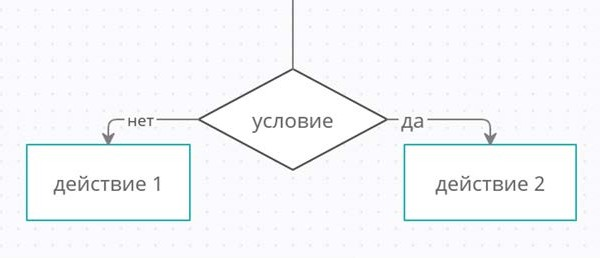 нет
условие
да
действие 1
действие 2